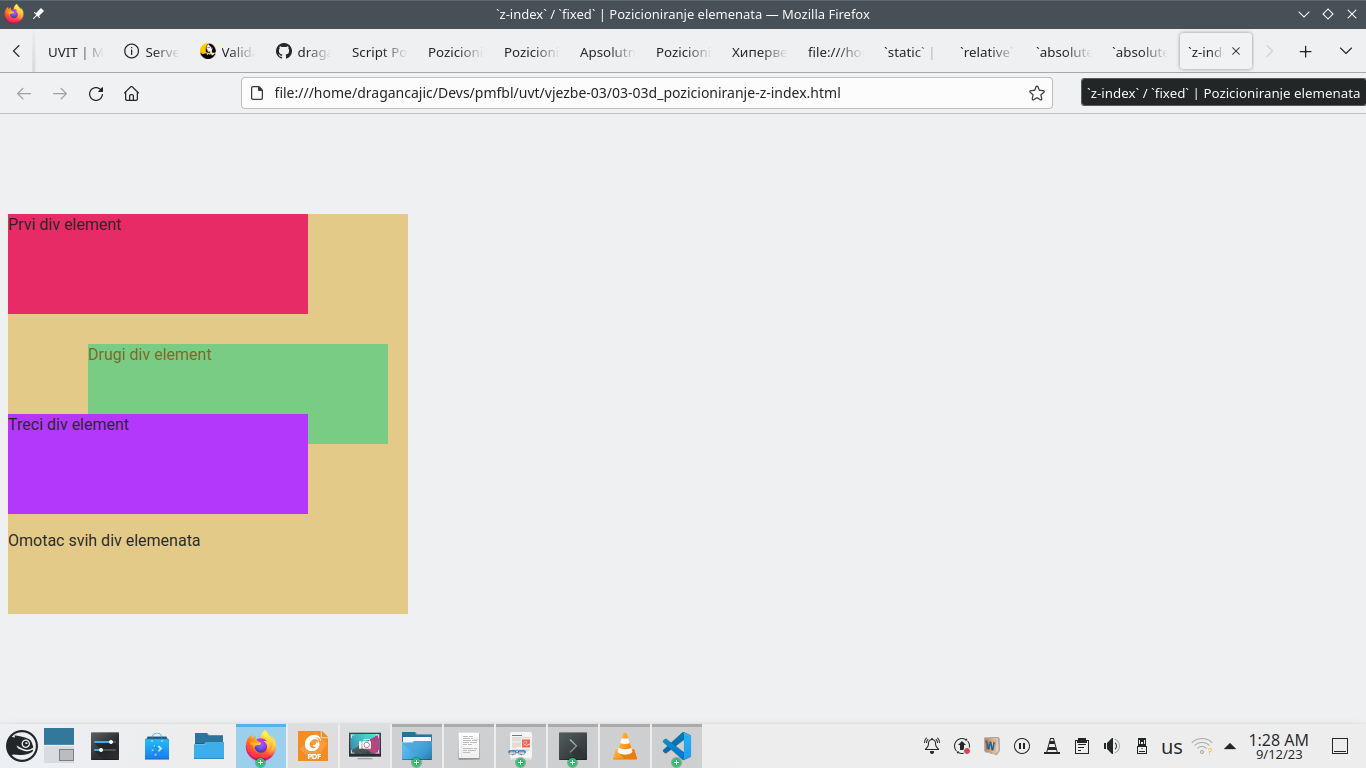 `z-index` / `fixed` | Pozicioniranje elemenata — Mozilla Firefox
UVIT | M Serve Valida draga Script Po Pozicioni Pozicioni Apsolutn Pozicioni Хиперве file:///ho `static` | `relative` `absolute `absolute `z-ind
file:///home/dragancajic/Devs/pmfbl/uvt/vjezbe-03/03-03d_pozicioniranje-z-index.html
`z-index` / `fixed` | Pozicioniranje elemenata
Prvi div element
Drugi div element
Treci div element
Omotac svih div elemenata
PDF
us
1:28 AM
9/12/23